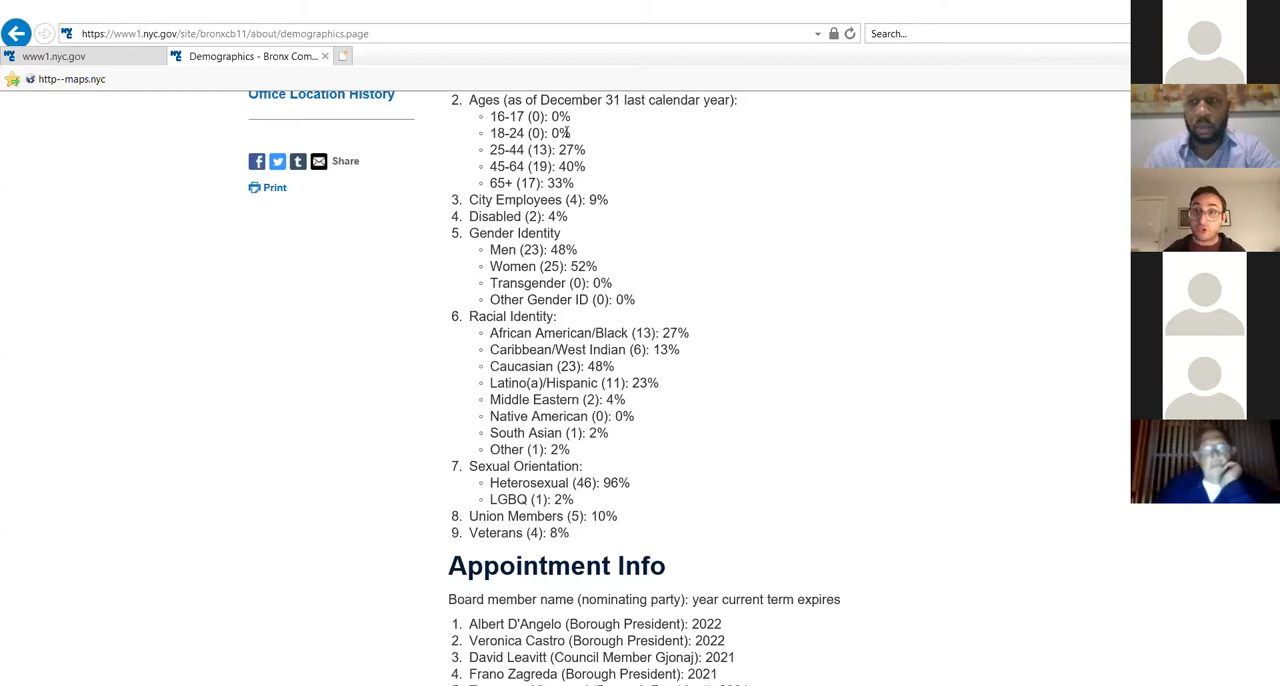 https://www1.nyc.gov/site/bronxcb11/about/demographics.page
Search...
www1.nyc.gov
Demographics - Bronx Com...
http--maps.nyc
Office Location History
Share
Print
2. Ages (as of December 31 last calendar year):
16-17 (0): 0%
18-24 (0): 0%
25-44 (13): 27%
45-64 (19): 40%
65+ (17): 33%
3. City Employees (4): 9%
4. Disabled (2): 4%
5. Gender Identity
Men (23): 48%
Women (25): 52%
Transgender (0): 0%
Other Gender ID (0): 0%
6. Racial Identity:
African American/Black (13): 27%
Caribbean/West Indian (6): 13%
Caucasian (23): 48%
Latino(a)/Hispanic (11): 23%
Middle Eastern (2): 4%
Native American (0): 0%
South Asian (1): 2%
Other (1): 2%
7. Sexual Orientation:
Heterosexual (46): 96%
LGBQ (1): 2%
8. Union Members (5): 10%
9. Veterans (4): 8%
Appointment Info
Board member name (nominating party): year current term expires
1. Albert D'Angelo (Borough President): 2022
2. Veronica Castro (Borough President): 2022
3. David Leavitt (Council Member Gjonaj): 2021
4. Frano Zagreda (Borough President): 2021